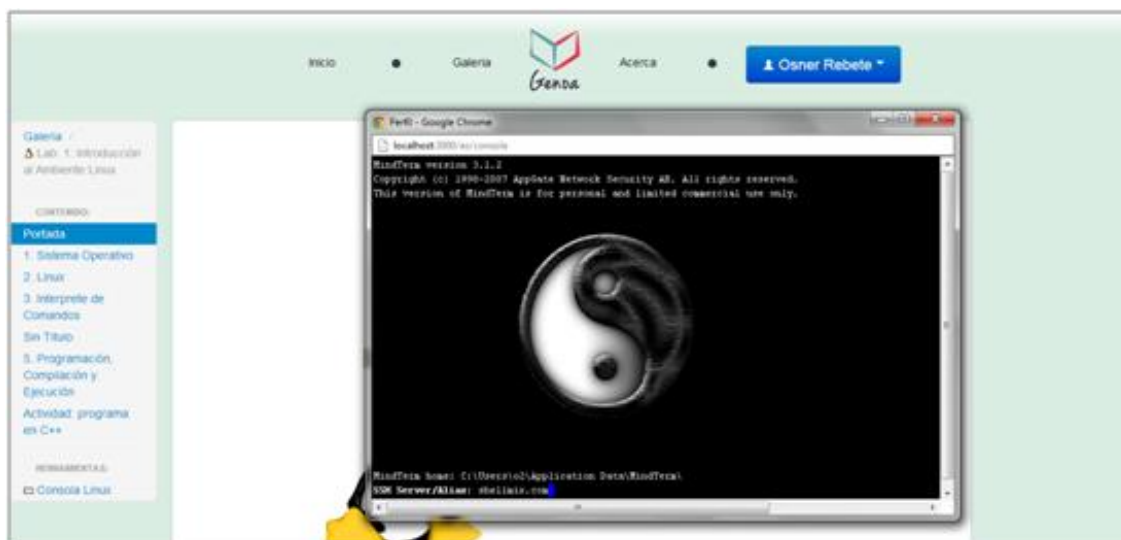 Inicio
Galeria
Genoa
Acerca
Osner Rebete
Galeria /
Lab. 1. Introducción
al Ambiente Linux
CONTENIDO:
Portada
1. Sistema Operativo
2. Linux
3. Interprete de
Comandos
Sin Título
5. Programación,
Compilación y
Ejecución
Actividad: programa
en C++
HERRAMIENTAS:
Consola Linux
Perfil - Google Chrome
localhost:3000/es/console
MindTerm version 3.1.2
Copyright (c) 1998-2007 AppGate Network Security AB. All rights reserved.
This version of MindTerm is for personal and limited commercial use only.
MindTerm home: C:\Users\o2\Application Data\MindTerm\
SSH Server/Alias: shellmix.com